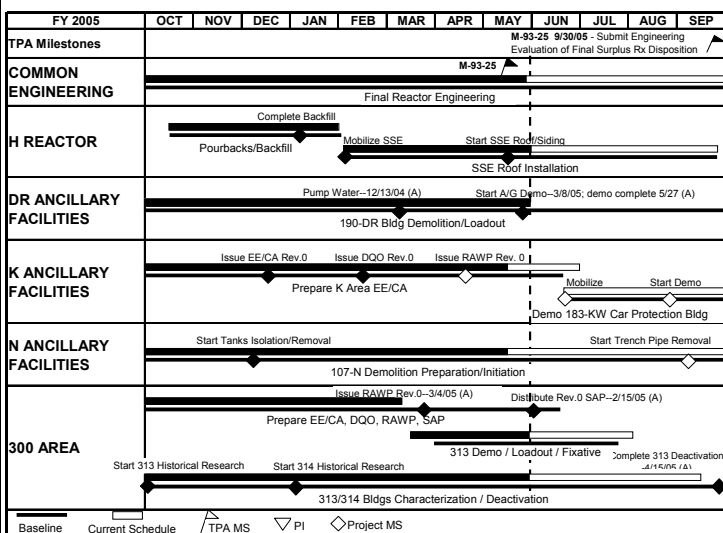 FY 2005 OCT NOV DEC JAN FEB MAR APR MAY JUN JUL AUG SEP
TPA Milestones
M-93-25 9/30/05 - Submit Engineering
Evaluation of Final Surplus Rx Disposition
COMMON
ENGINEERING
M-93-25
Final Reactor Engineering
H REACTOR
Complete Backfill
Pourbacks/Backfill
Mobilize SSE
Start SSE Roof/Siding
SSE Roof Installation
DR ANCILLARY
FACILITIES
Pump Water--12/13/04 (A)
Start A/G Demo--3/8/05; demo complete 5/27 (A)
190-DR Bldg Demolition/Loadout
K ANCILLARY
FACILITIES
Issue EE/CA Rev.0
Issue DQO Rev.0
Issue RAWP Rev. 0
Prepare K Area EE/CA
Mobilize
Start Demo
Demo 183-KW Car Protection Bldg
N ANCILLARY
FACILITIES
Start Tanks Isolation/Removal
Start Trench Pipe Removal
107-N Demolition Preparation/Initiation
300 AREA
Issue RAWP Rev.0--3/4/05 (A)
Distribute Rev.0 SAP--2/15/05 (A)
Prepare EE/CA, DQO, RAWP, SAP
313 Demo / Loadout / Fixative
Complete 313 Deactivation
-4/15/05 (A)
Start 313 Historical Research
Start 314 Historical Research
313/314 Bldgs Characterization / Deactivation
Baseline Current Schedule TPA MS PI Project MS